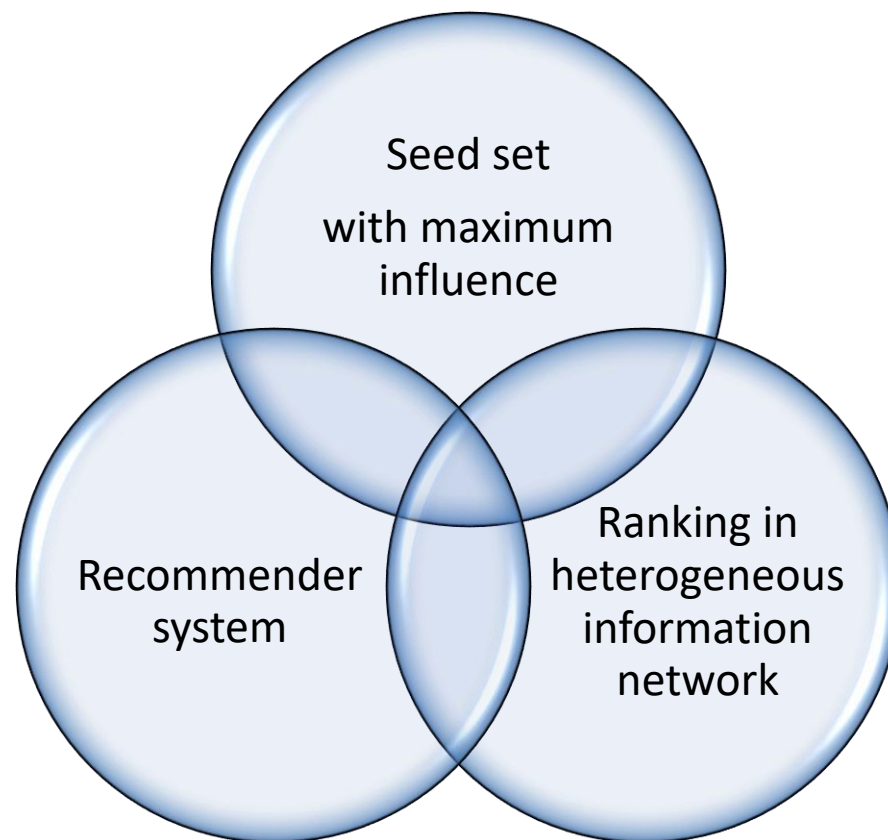 Seed set
with maximum
influence
Recommender
system
Ranking in
heterogeneous
information
network